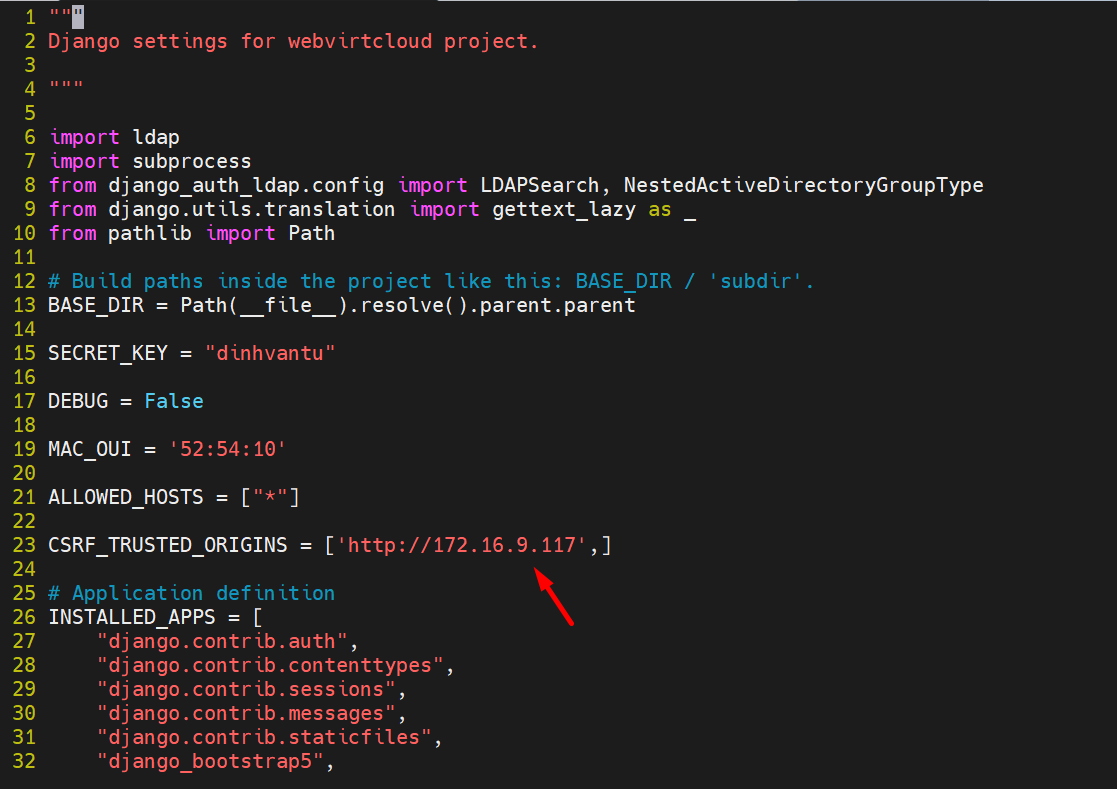 1 """
2 Django settings for webvirtcloud project.
3
4 """
5
6 import ldap
7 import subprocess
8 from django_auth_ldap.config import LDAPSearch, NestedActiveDirectoryGroupType
9 from django.utils.translation import gettext_lazy as _
10 from pathlib import Path
11
12 # Build paths inside the project like this: BASE_DIR / 'subdir'.
13 BASE_DIR = Path(__file__).resolve().parent.parent
14
15 SECRET_KEY = "dinhvantu"
16
17 DEBUG = False
18
19 MAC_OUI = '52:54:10'
20
21 ALLOWED_HOSTS = ["*"]
22
23 CSRF_TRUSTED_ORIGINS = ['http://172.16.9.117',]
24
25 # Application definition
26 INSTALLED_APPS = [
27     "django.contrib.auth",
28     "django.contrib.contenttypes",
29     "django.contrib.sessions",
30     "django.contrib.messages",
31     "django.contrib.staticfiles",
32     "django_bootstrap5",